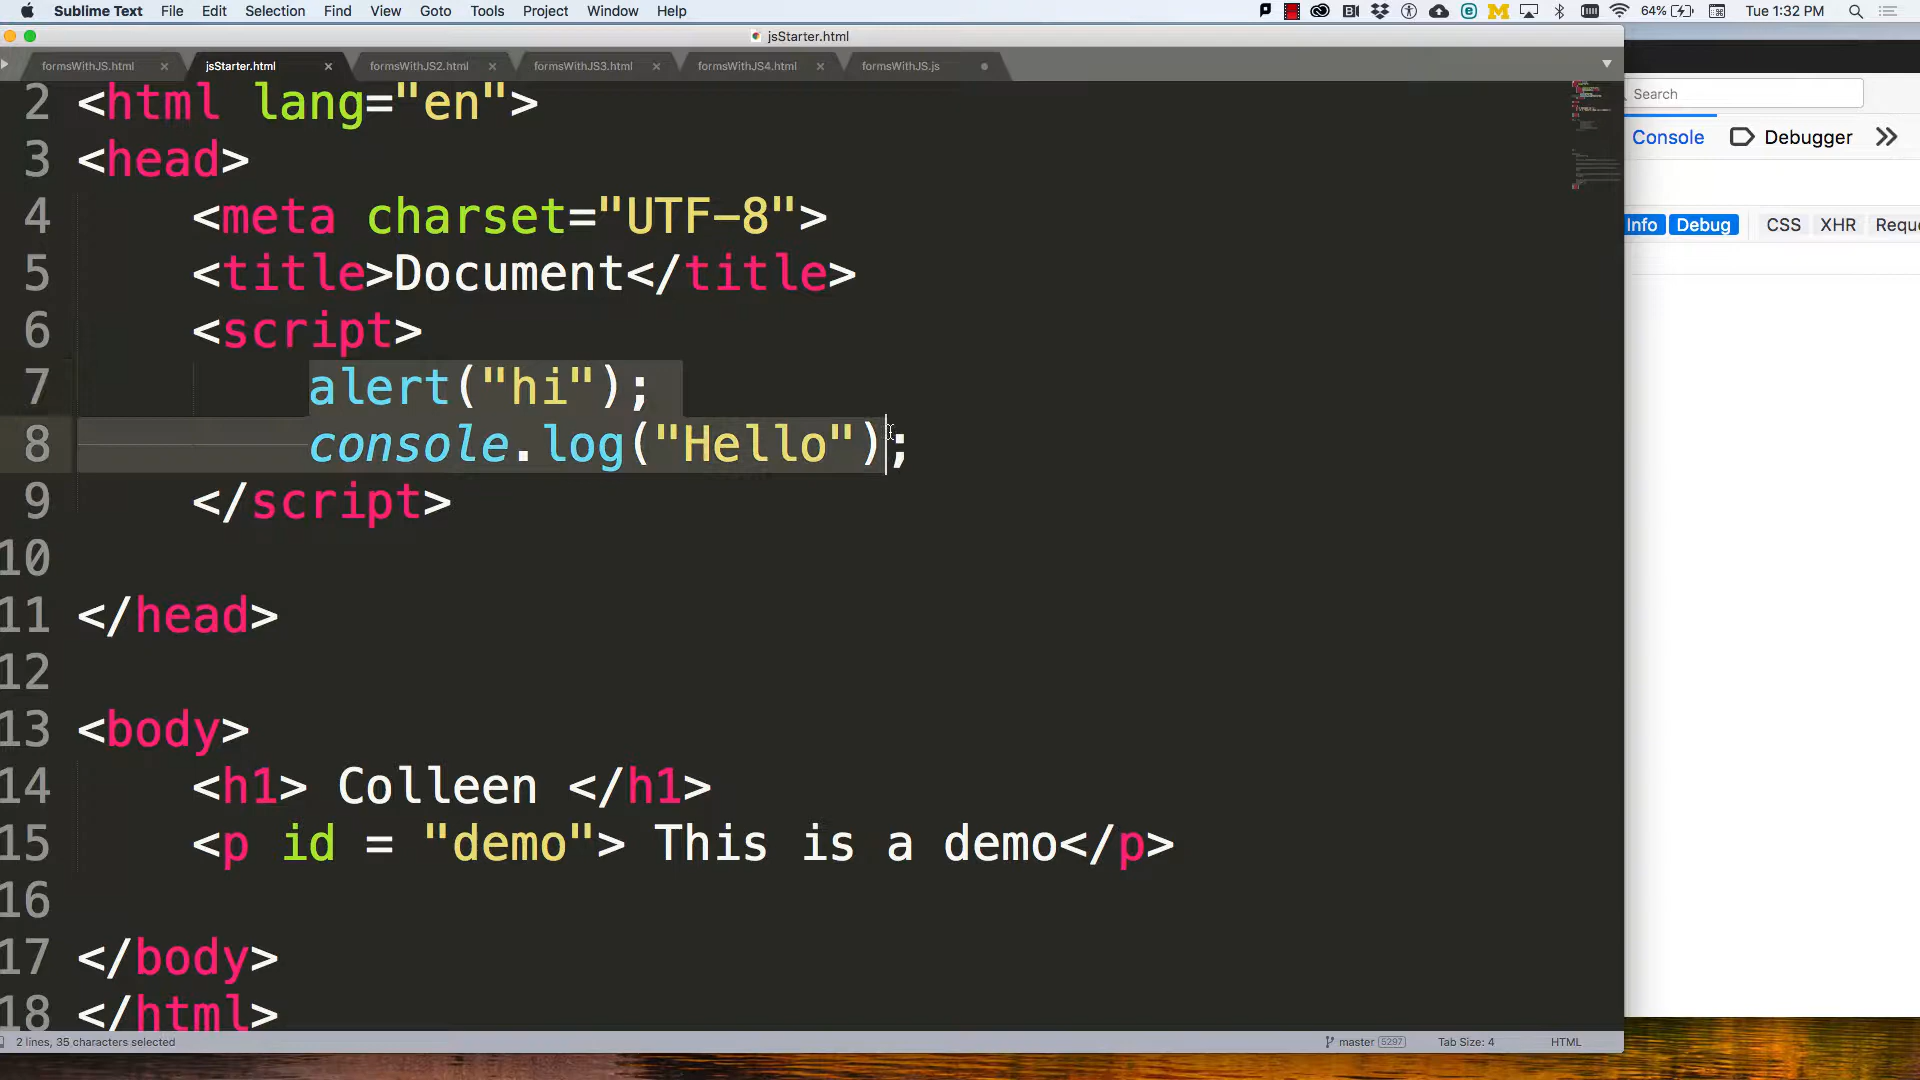 Sublime Text File Edit Selection Find View Goto Tools Project Window Help 64% Tue 1:32 PM
jsStarter.html
formsWithJS.html jsStarter.html formsWithJS2.html formsWithJS3.html formsWithJS4.html formsWithJS.js
2 <html lang="en">
3 <head>
4 <meta charset="UTF-8">
5 <title>Document</title>
6 <script>
7 alert("hi");
8 console.log("Hello");
9 </script>
10
11 </head>
12
13 <body>
14 <h1> Colleen </h1>
15 <p id = "demo"> This is a demo</p>
16
17 </body>
18 </html>
2 lines, 35 characters selected master 5297 Tab Size: 4 HTML
Search
Console Debugger
Info Debug CSS XHR Reque